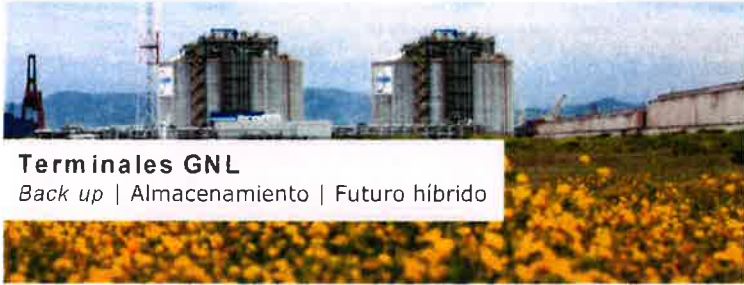 Terminales GNL
Back up | Almacenamiento | Futuro híbrido